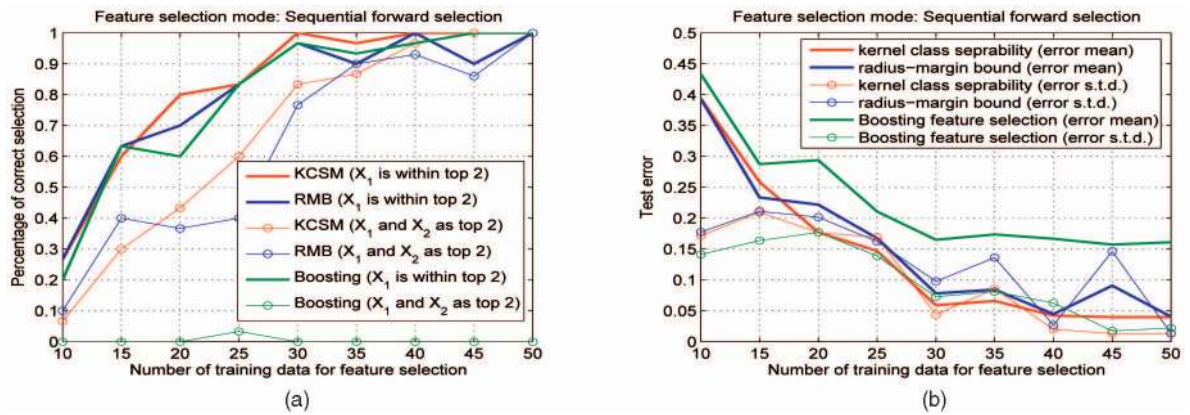 Feature selection mode: Sequential forward selection
Percentage of correct selection
1
0.9
0.8
0.7
0.6
0.5
0.4
0.3
0.2
0.1
0
KCSM (X1 is within top 2)
RMB (X1 is within top 2)
KCSM (X1 and X2 as top 2)
RMB (X1 and X2 as top 2)
Boosting (X1 is within top 2)
Boosting (X1 and X2 as top 2)
10 15 20 25 30 35 40 45 50
Number of training data for feature selection
(a)
Feature selection mode: Sequential forward selection
Test error
0.5
0.45
0.4
0.35
0.3
0.25
0.2
0.15
0.1
0.05
0
kernel class seprability (error mean)
radius-margin bound (error mean)
kernel class seprability (error s.t.d.)
radius-margin bound (error s.t.d.)
Boosting feature selection (error mean)
Boosting feature selection (error s.t.d.)
10 15 20 25 30 35 40 45 50
Number of training data for feature selection
(b)